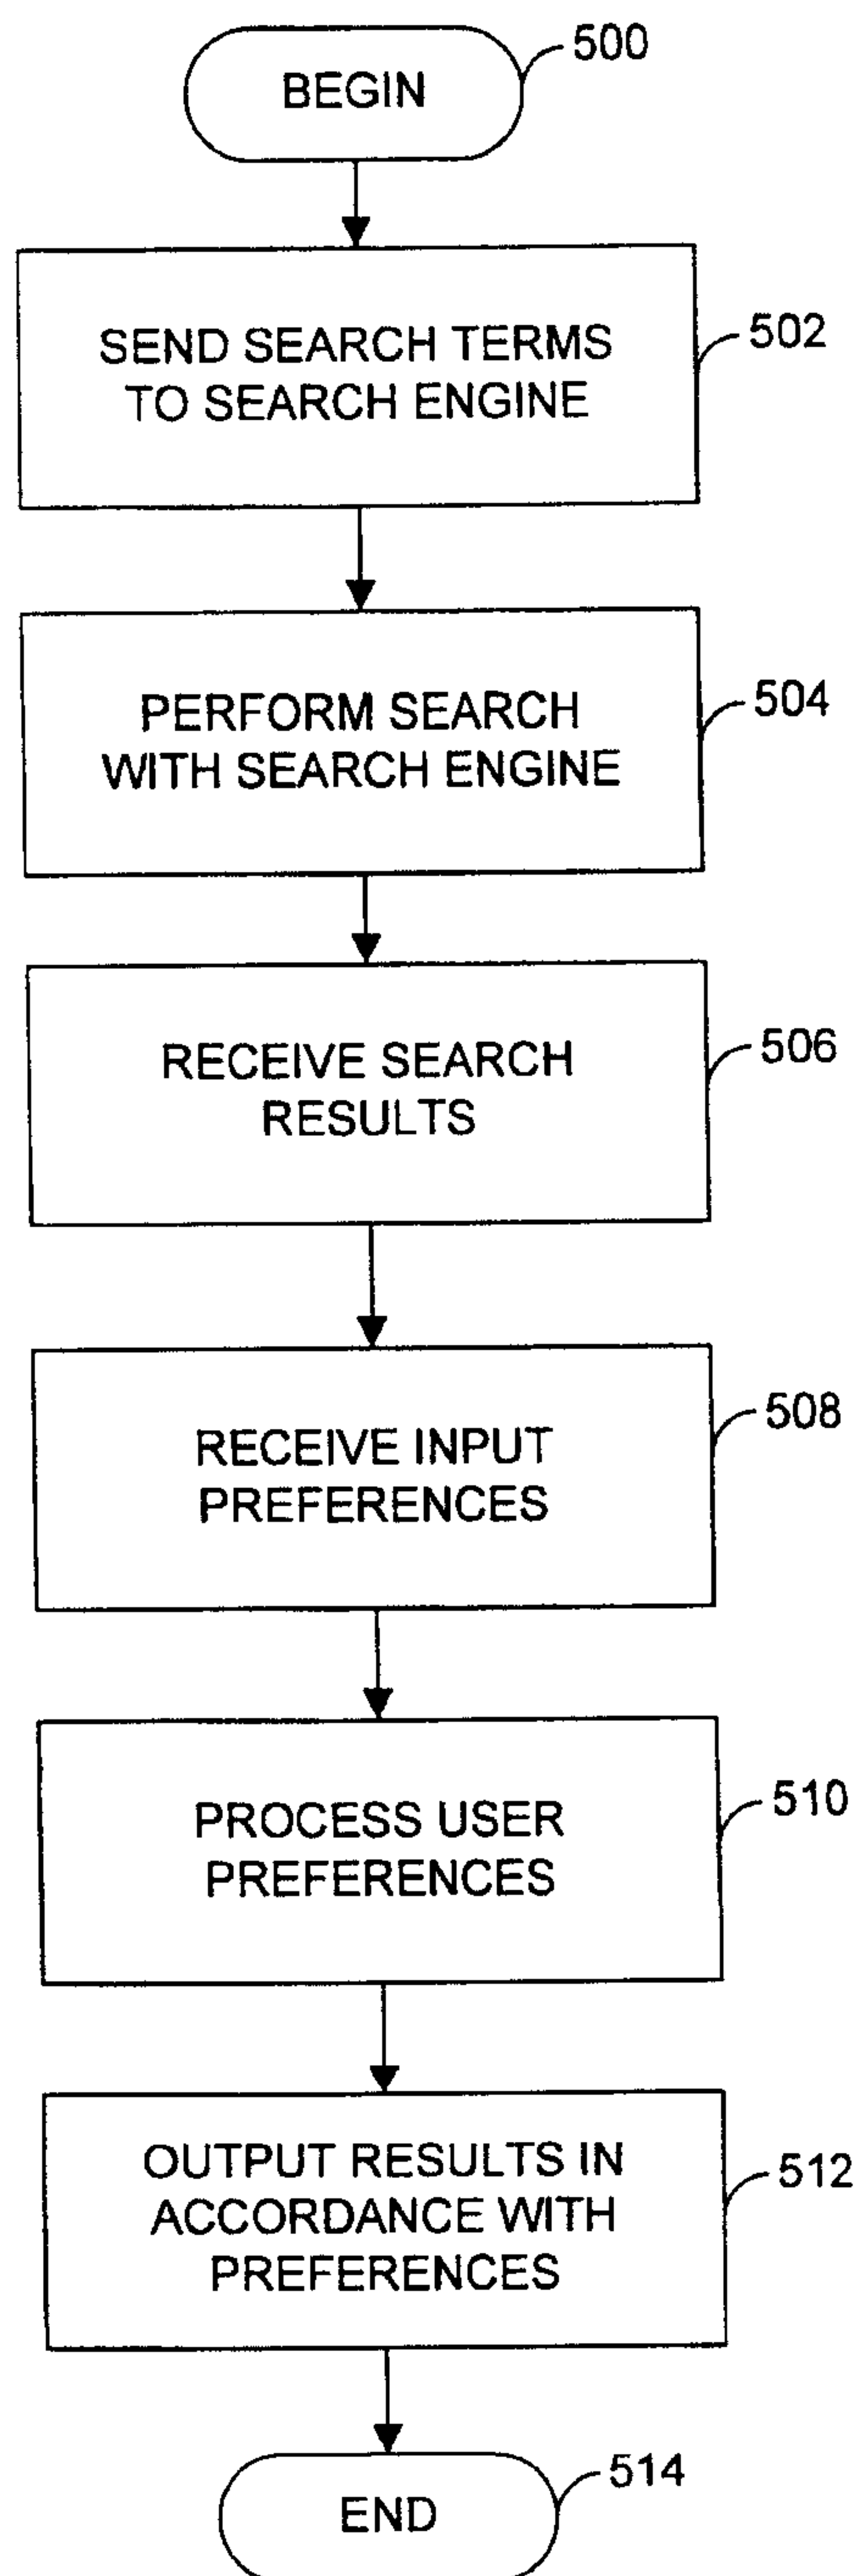 BEGIN
500
SEND SEARCH TERMS
TO SEARCH ENGINE
502
PERFORM SEARCH
WITH SEARCH ENGINE
504
RECEIVE SEARCH
RESULTS
506
RECEIVE INPUT
PREFERENCES
508
PROCESS USER
PREFERENCES
510
OUTPUT RESULTS IN
ACCORDANCE WITH
PREFERENCES
512
END
514